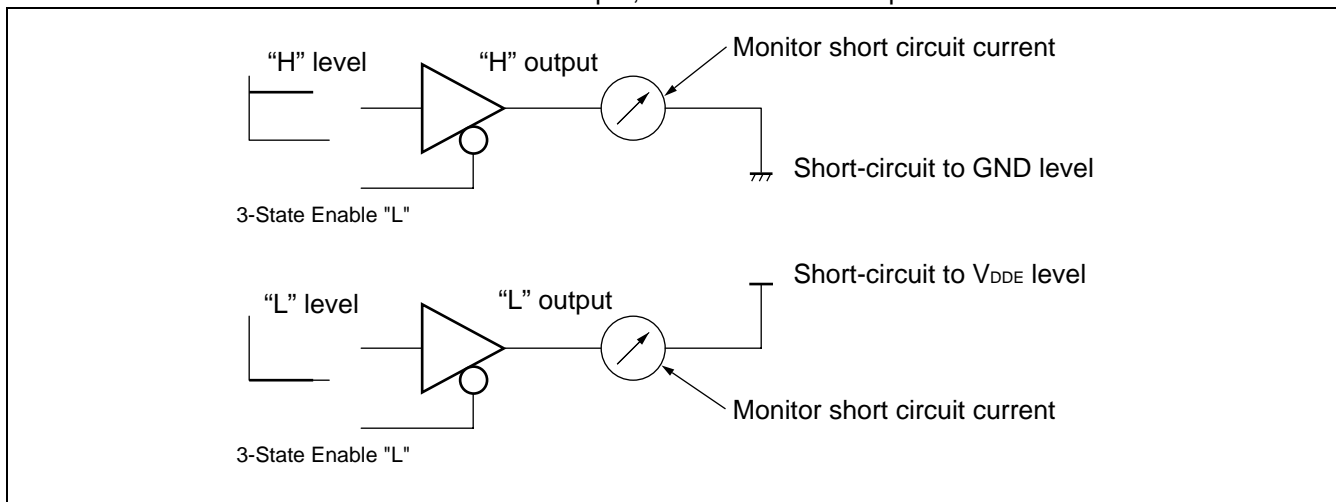 “H” level
“H” output
Monitor short circuit current
Short-circuit to GND level
3-State Enable "L"
Short-circuit to VDDE level
“L” level
“L” output
Monitor short circuit current
3-State Enable "L"